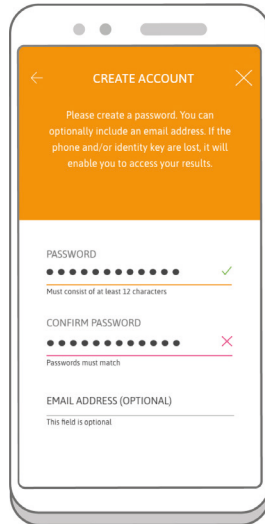 CREATE ACCOUNT
Please create a password. You can
optionally include an email address. If the
phone and/or identity key are lost, it will
enable you to access your results.
PASSWORD
Must consist of at least 12 characters
CONFIRM PASSWORD
Passwords must match
EMAIL ADDRESS (OPTIONAL)
This field is optional